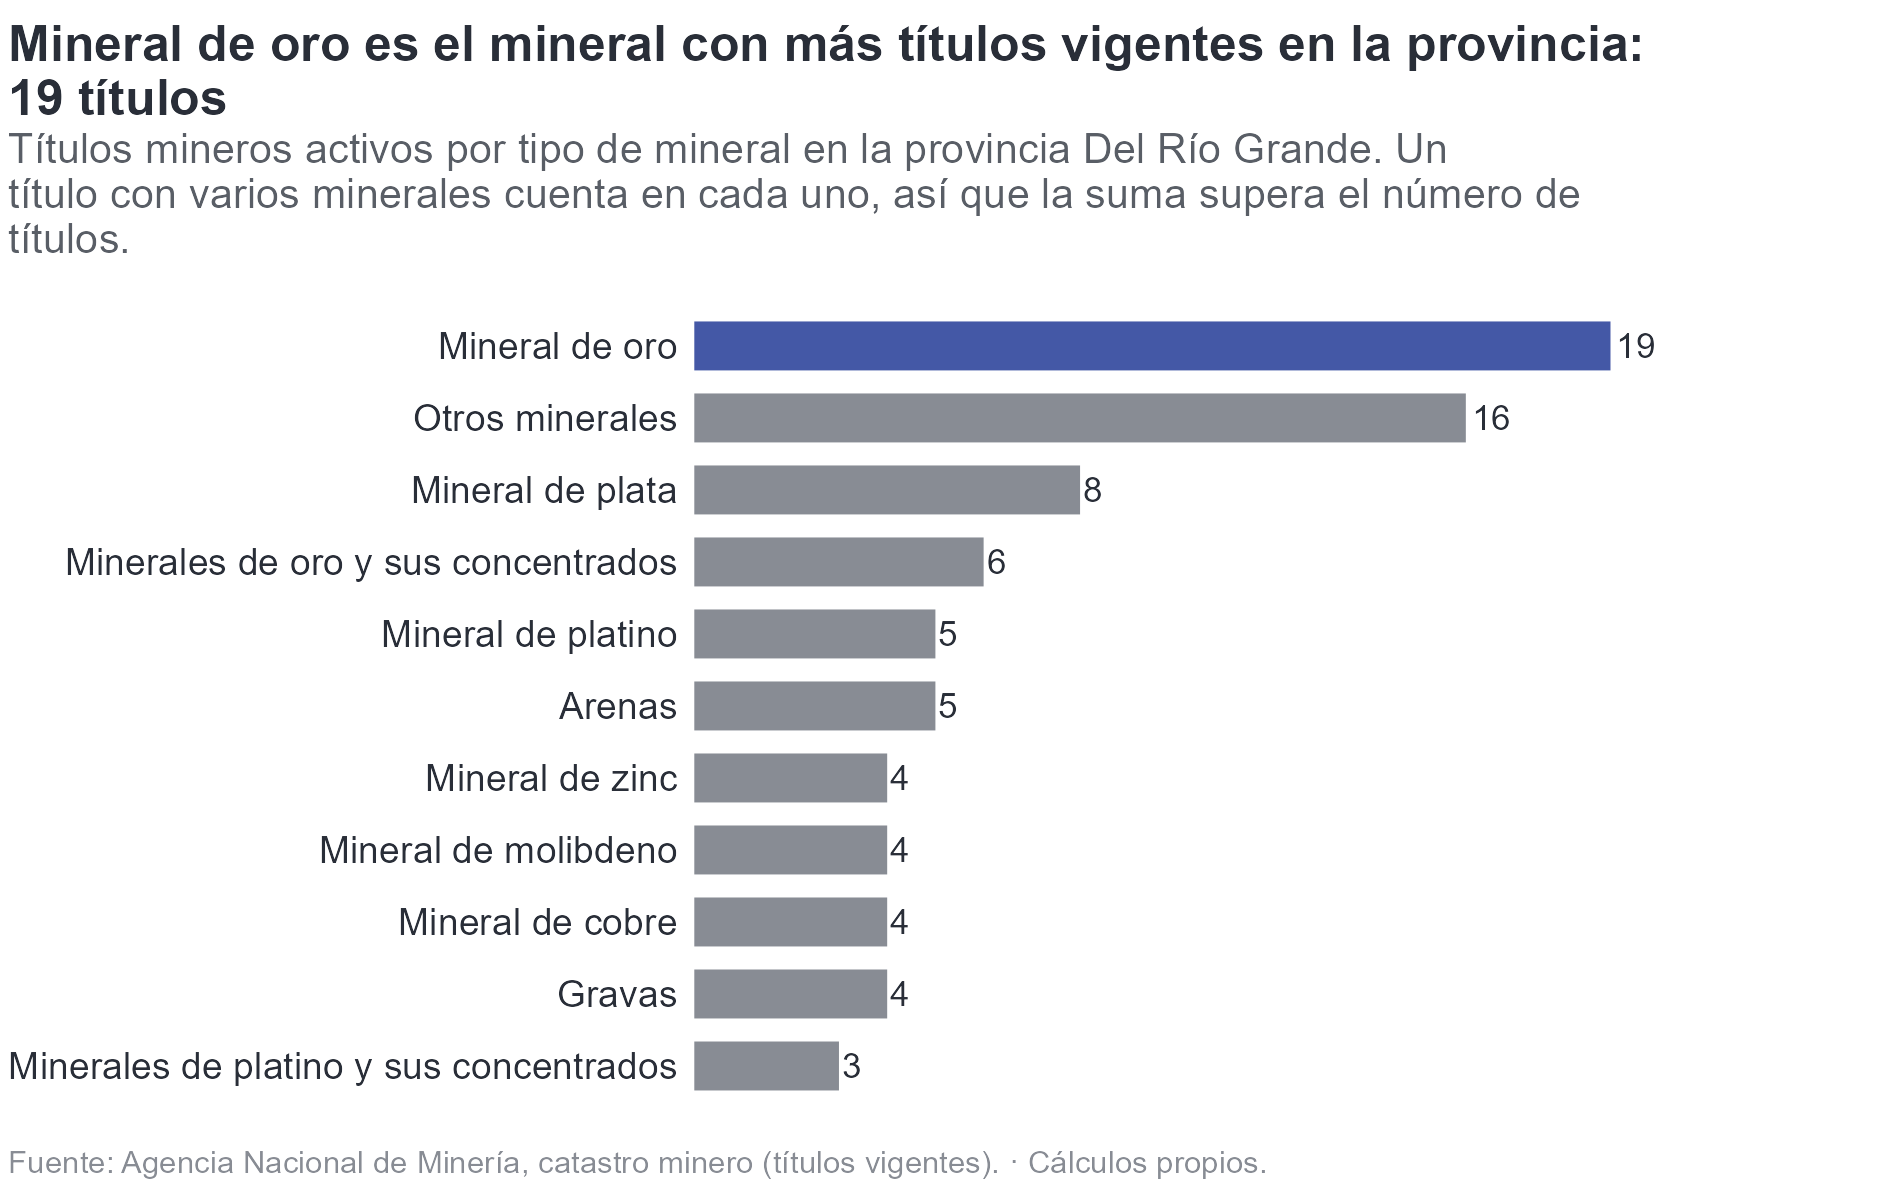 Mineral de oro es el mineral con más títulos vigentes en la provincia:
19 títulos
Títulos mineros activos por tipo de mineral en la provincia Del Río Grande. Un
título con varios minerales cuenta en cada uno, así que la suma supera el número de
títulos.
Mineral de oro 19
Otros minerales 16
Mineral de plata 8
Minerales de oro y sus concentrados 6
Mineral de platino 5
Arenas 5
Mineral de zinc 4
Mineral de molibdeno 4
Mineral de cobre 4
Gravas 4
Minerales de platino y sus concentrados 3
Fuente: Agencia Nacional de Minería, catastro minero (títulos vigentes). · Cálculos propios.